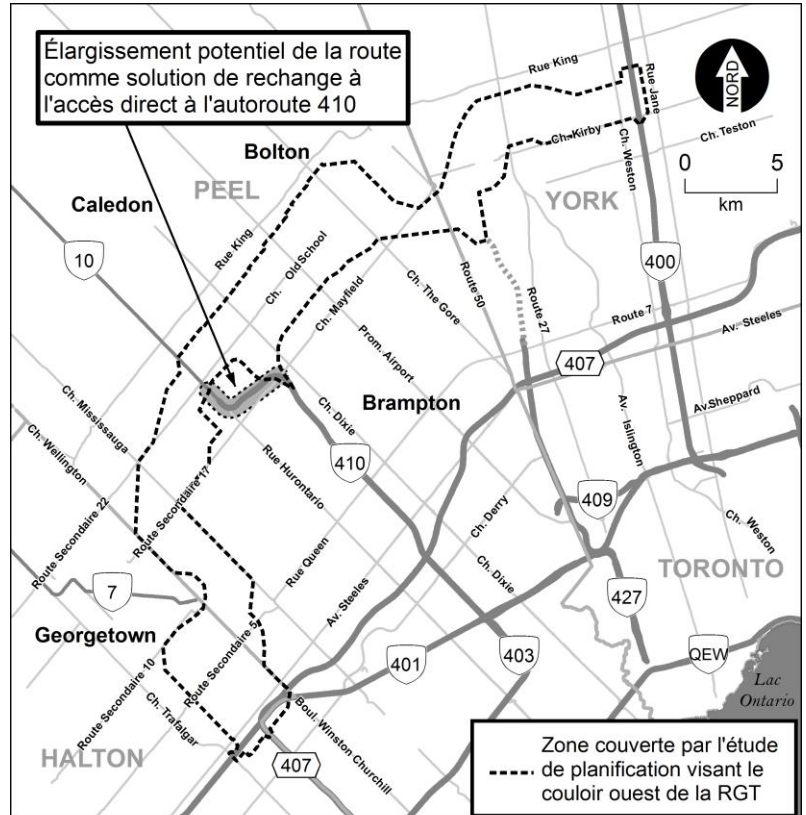 Élargissement potentiel de la route
comme solution de rechange à
l'accès direct à l'autoroute 410
Rue King
Rue Jane
NORD
Bolton
Ch. Kirby
Ch. Weston
Ch. Teston
0 5
km
PEEL
YORK
Caledon
10
Rue King
Ch. Old School
Ch. Mayfield
Ch. The Gore
Route 50
Route 27
400
Route 7
Av. Steeles
Prom. Airport
407
Ch. Mississauga
Ch. Wellington
Ch. Dixie
Brampton
Av. Islington
Av.Sheppard
410
Rue Hurontario
Route Secondaire 17
Route Secondaire 22
409
Ch. Derry
Ch. Weston
Rue Queen
Av. Steeles
Ch. Dixie
TORONTO
7
427
Georgetown
Route Secondaire 5
Route Secondaire 10
401
403
QEW
Lac
Ontario
Ch. Trafalgar
Boul. Winston Churchill
HALTON
407
Zone couverte par l'étude
de planification visant le
couloir ouest de la RGT